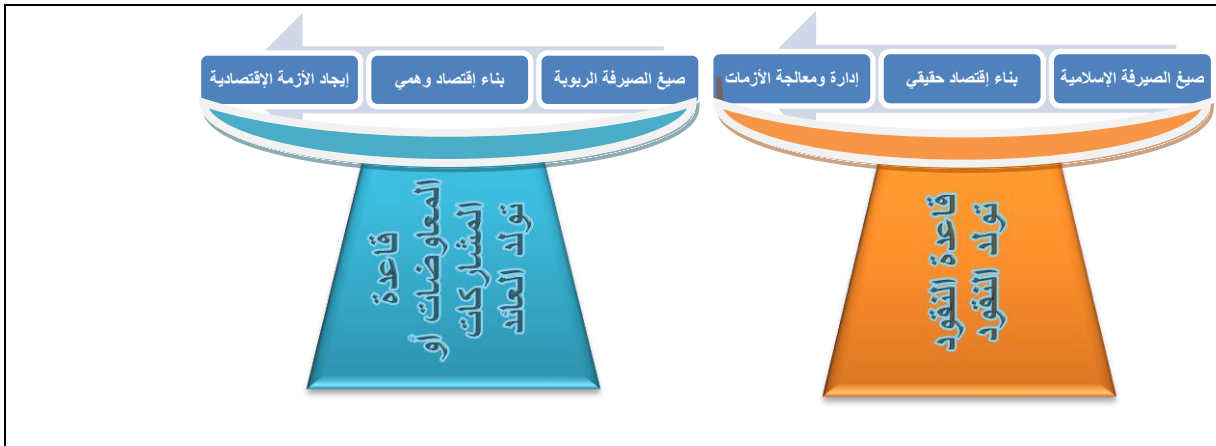 صيغ الصيرفة الإسلامية
بناء إقتصاد حقيقي
إدارة ومعالجة الأزمات
قاعدة النقود
تولد النقود
صيغ الصيرفة الربوية
بناء إقتصاد وهمي
إيجاد الأزمة الإقتصادية
قاعدة
المعاوضات أو
المشاركات
تولد العائد